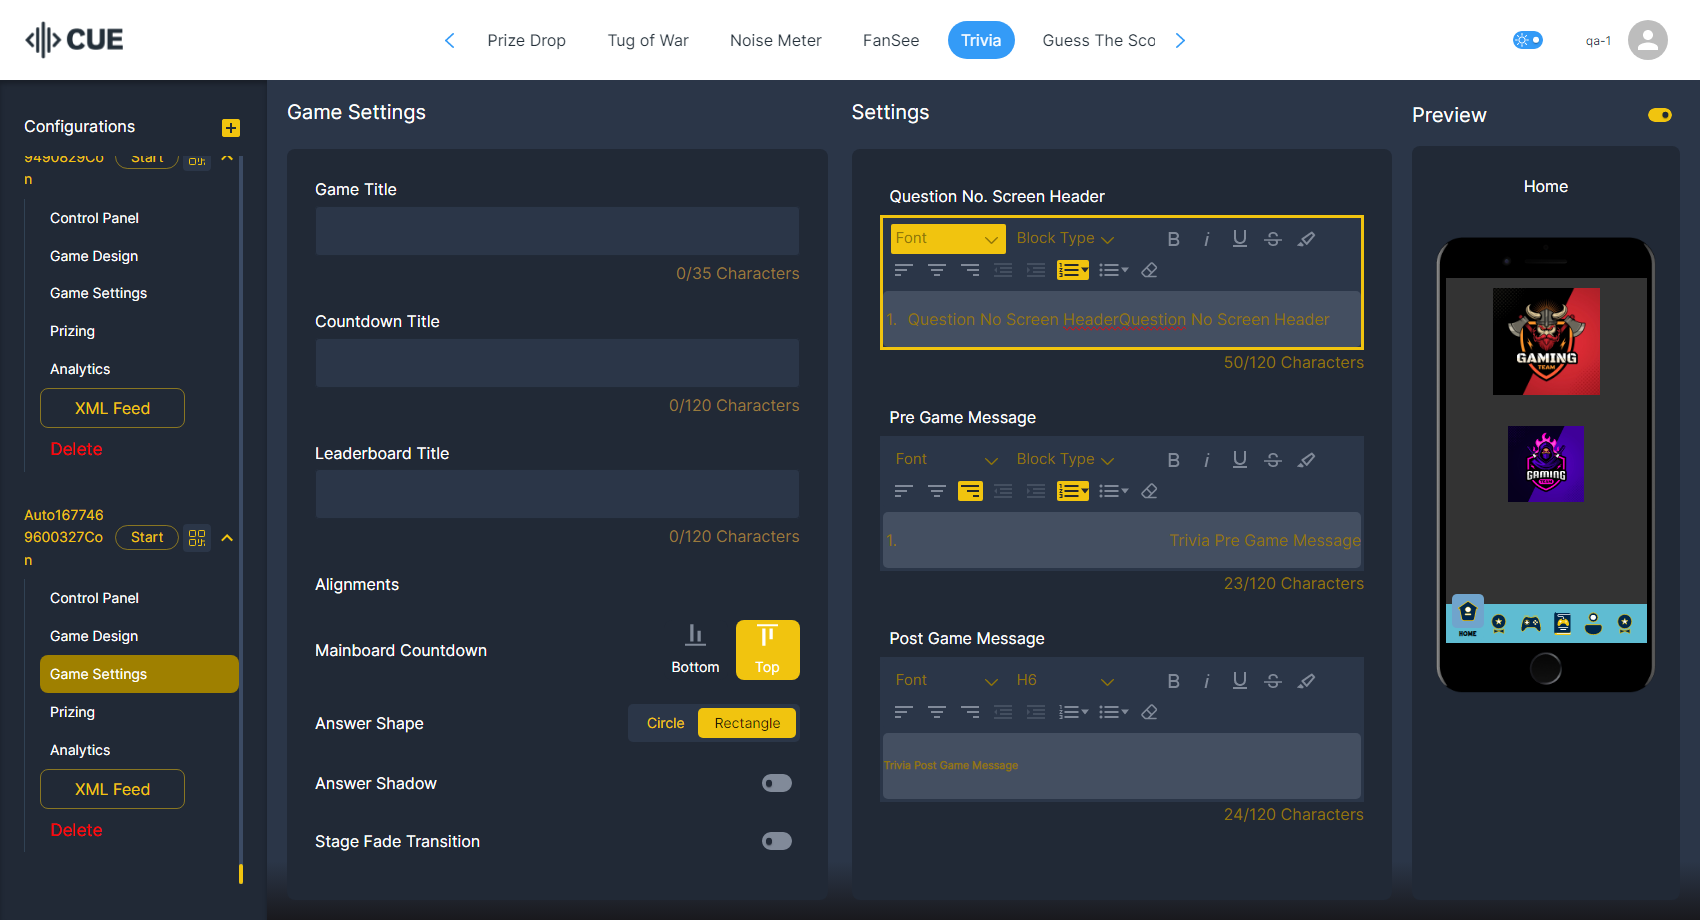 CUE
Prize Drop
Tug of War
Noise Meter
FanSee
Trivia
Guess The Sco
qa-1
Configurations
9490829Co
n
Start
Control Panel
Game Design
Game Settings
Prizing
Analytics
XML Feed
Delete
Auto167746
9600327Co
n
Start
Control Panel
Game Design
Game Settings
Prizing
Analytics
XML Feed
Delete
Game Settings
Game Title
0/35 Characters
Countdown Title
0/120 Characters
Leaderboard Title
0/120 Characters
Alignments
Mainboard Countdown
Bottom
Top
Answer Shape
Circle
Rectangle
Answer Shadow
Stage Fade Transition
Settings
Question No. Screen Header
Font
Block Type
B i U S
1. Question No Screen HeaderQuestion No Screen Header
50/120 Characters
Pre Game Message
Font
Block Type
B i U S
1. Trivia Pre Game Message
23/120 Characters
Post Game Message
Font
H6
B i U S
Trivia Post Game Message
24/120 Characters
Preview
Home
GAMING
TEAM
GAMING
TEAM
HOME